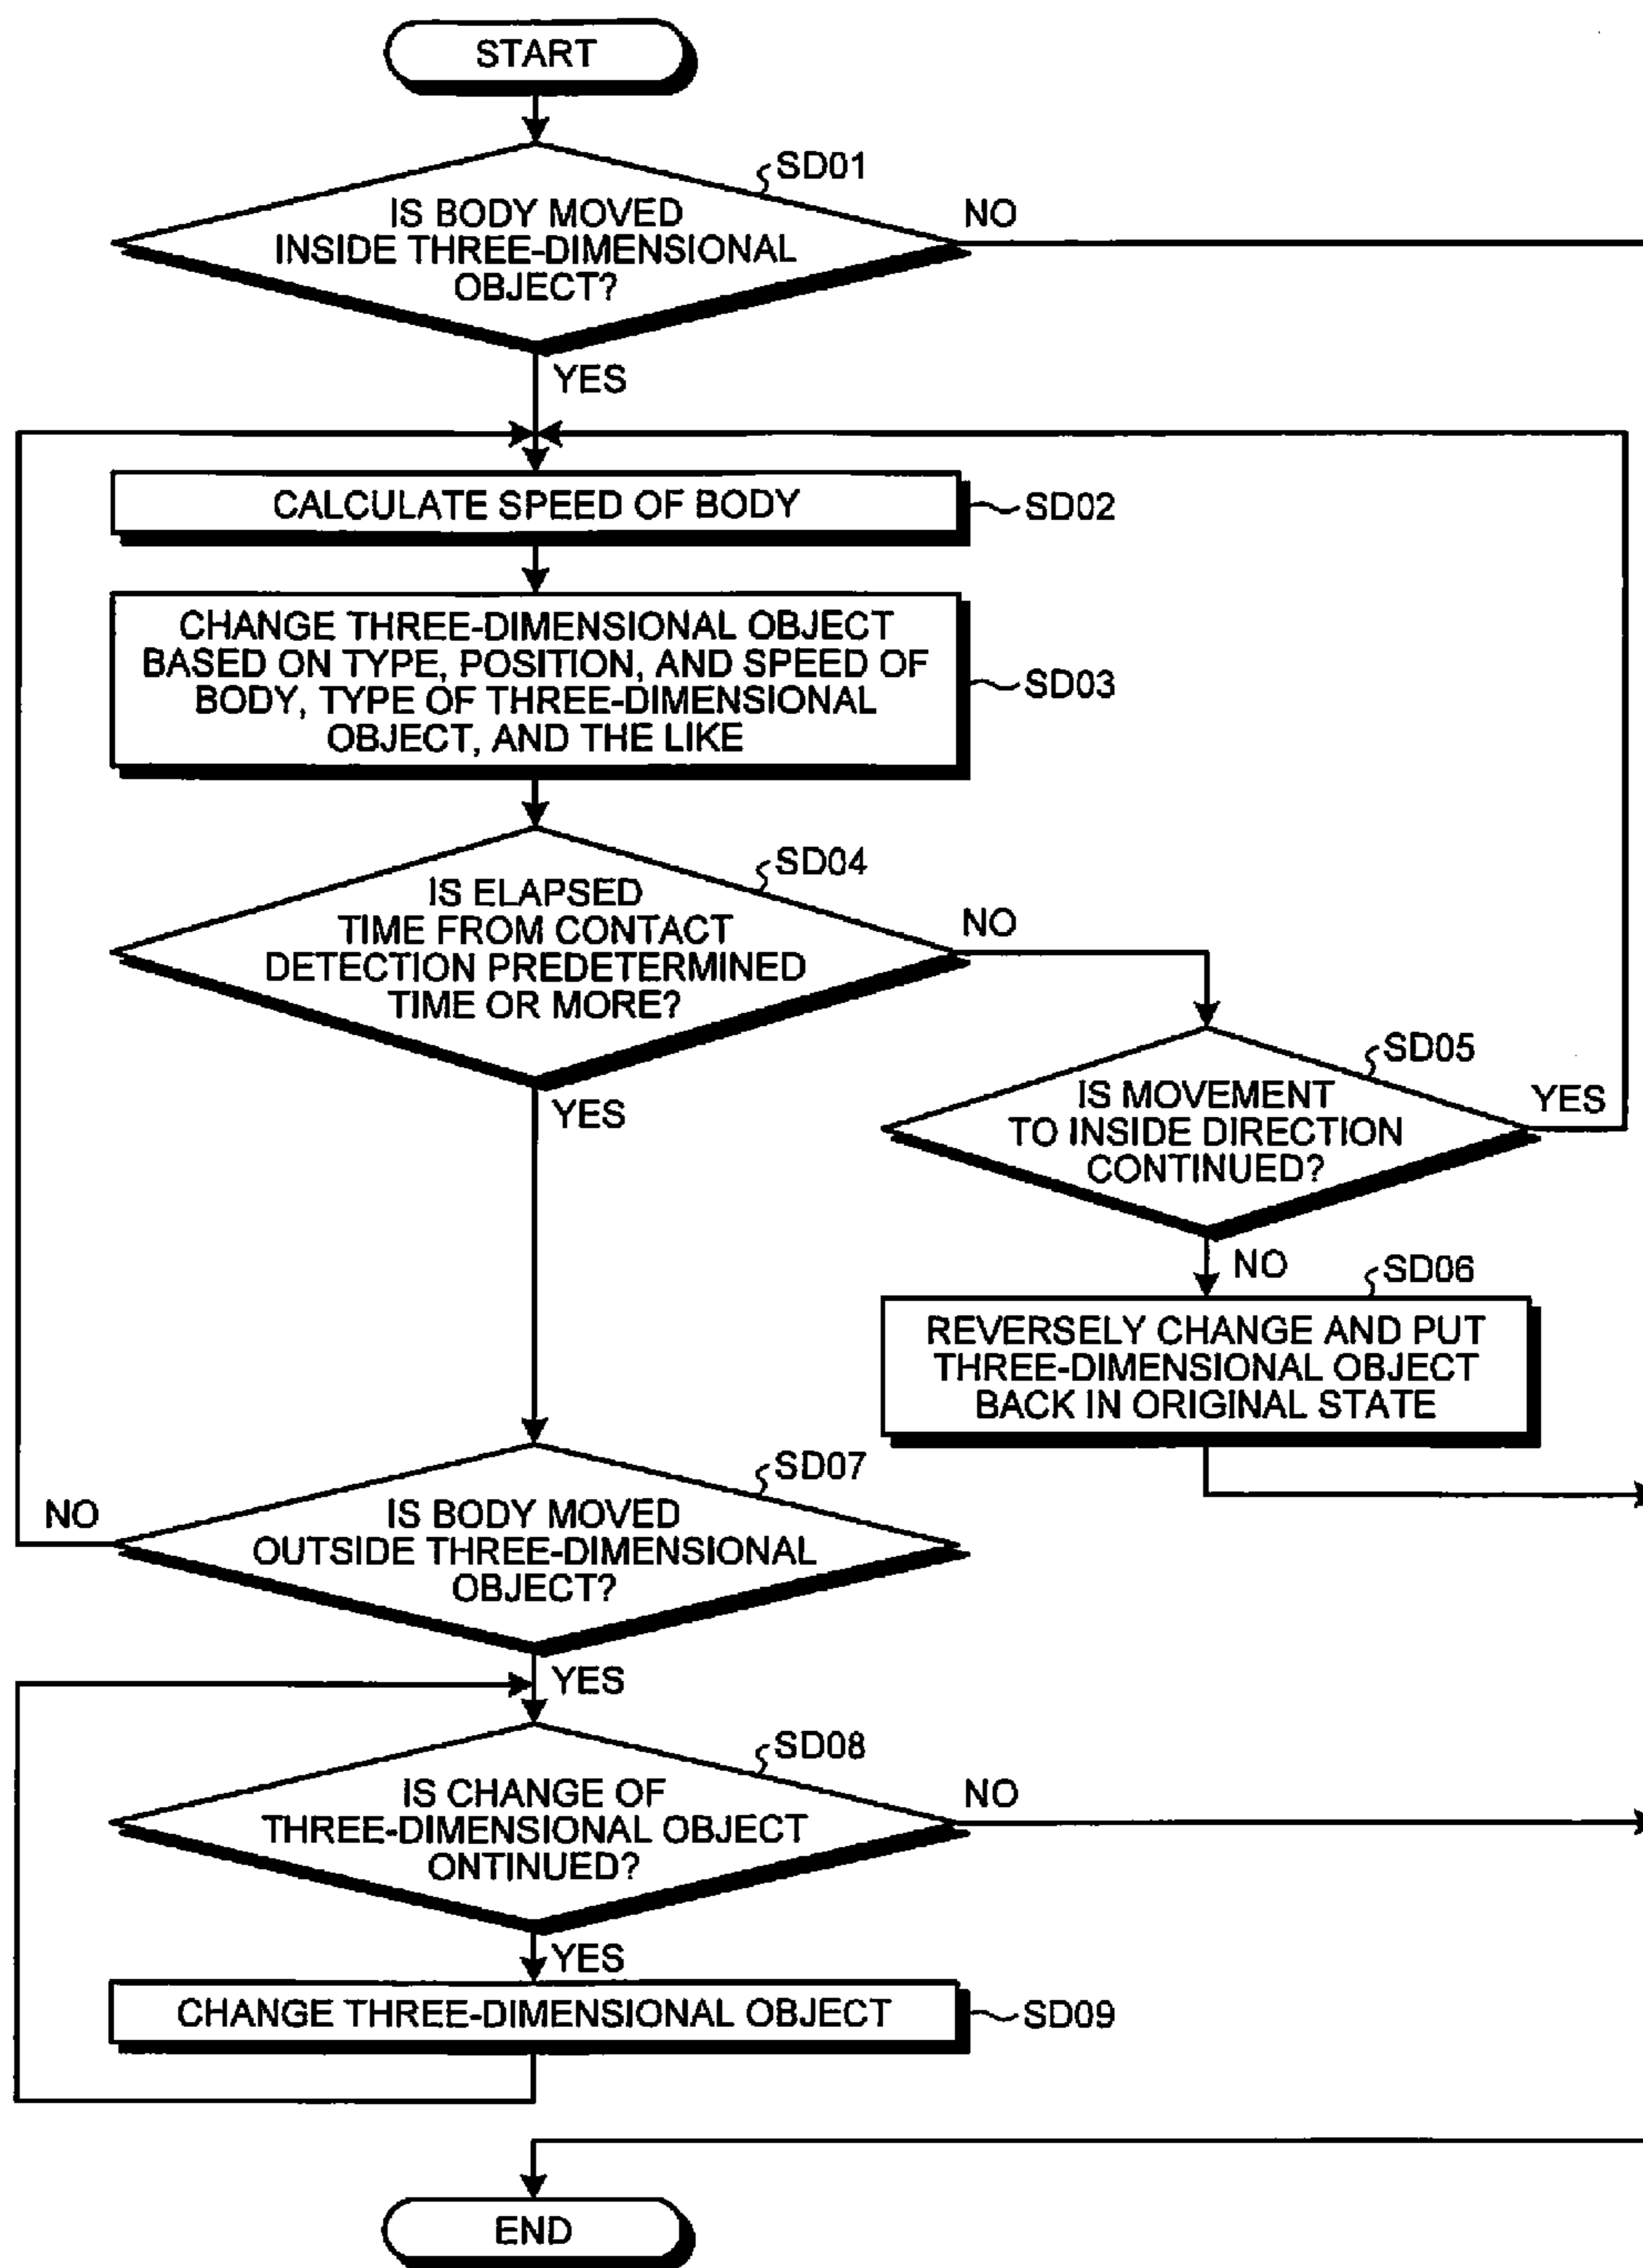 START
SD01
IS BODY MOVED
INSIDE THREE-DIMENSIONAL
OBJECT?
NO
YES
CALCULATE SPEED OF BODY
SD02
CHANGE THREE-DIMENSIONAL OBJECT
BASED ON TYPE, POSITION, AND SPEED OF
BODY, TYPE OF THREE-DIMENSIONAL
OBJECT, AND THE LIKE
SD03
SD04
IS ELAPSED
TIME FROM CONTACT
DETECTION PREDETERMINED
TIME OR MORE?
NO
YES
SD05
IS MOVEMENT
TO INSIDE DIRECTION
CONTINUED?
YES
NO
SD06
REVERSELY CHANGE AND PUT
THREE-DIMENSIONAL OBJECT
BACK IN ORIGINAL STATE
SD07
IS BODY MOVED
OUTSIDE THREE-DIMENSIONAL
OBJECT?
NO
YES
SD08
IS CHANGE OF
THREE-DIMENSIONAL OBJECT
ONTINUED?
NO
YES
CHANGE THREE-DIMENSIONAL OBJECT
SD09
END